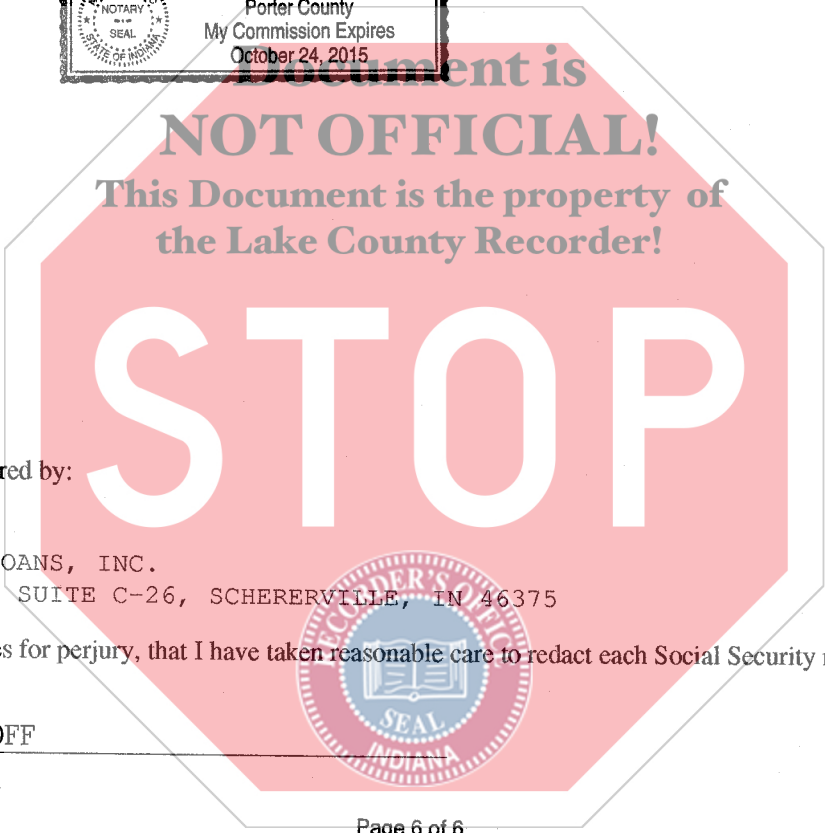 NOTARY
SEAL
STATE OF INDIANA
Porter County
My Commission Expires
October 24, 2015
Document is
NOT OFFICIAL!
This Document is the property of
the Lake County Recorder!
STOP
red by:
OANS, INC.
SUITE C-26, SCHERERVILLE, IN 46375
RECORDER'S OFFICE
s for perjury, that I have taken reasonable care to redact each Social Security
SEAL
INDIANA
OFF
Page 6 of 6